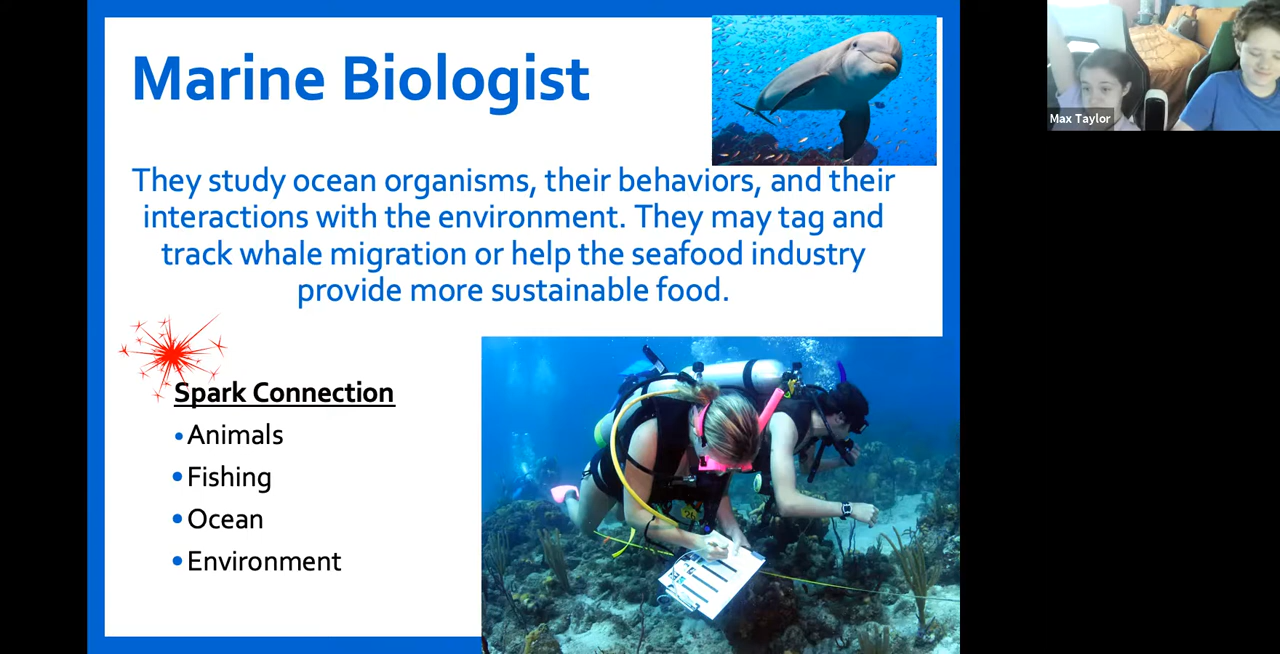 Marine Biologist
They study ocean organisms, their behaviors, and their
interactions with the environment. They may tag and
track whale migration or help the seafood industry
provide more sustainable food.
Spark Connection
• Animals
• Fishing
• Ocean
• Environment
Max Taylor